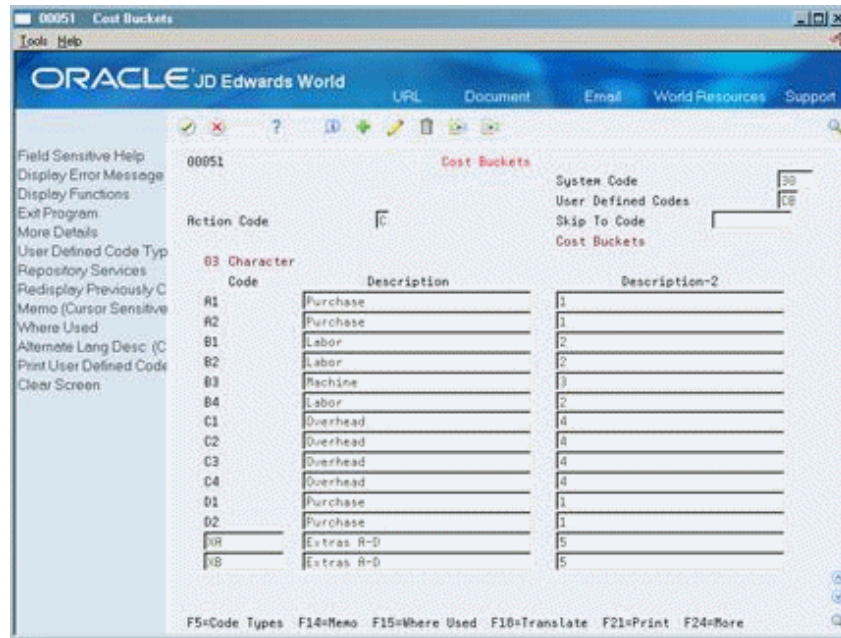 00051 Cost Buckets
Tools Help
ORACLE JD Edwards World
URL Document Email World Resources Support
Field Sensitive Help
Display Error Message
Display Functions
Exit Program
More Details
User Defined Code Typ
Repository Services
Redisplay Previously C
Memo (Cursor Sensitive
Where Used
Alternate Lang Desc (C
Print User Defined Code
Clear Screen
00051 Cost Buckets
System Code 30
User Defined Codes CB
Action Code C Skip To Code
Cost Buckets
03 Character
Code Description Description-2
A1 Purchase 1
A2 Purchase 1
B1 Labor 2
B2 Labor 2
B3 Machine 3
B4 Labor 2
C1 Overhead 4
C2 Overhead 4
C3 Overhead 4
C4 Overhead 4
D1 Purchase 1
D2 Purchase 1
XA Extras A-D 5
XB Extras A-D 5
F5=Code Types F14=Memo F15=Where Used F18=Translate F21=Print F24=More